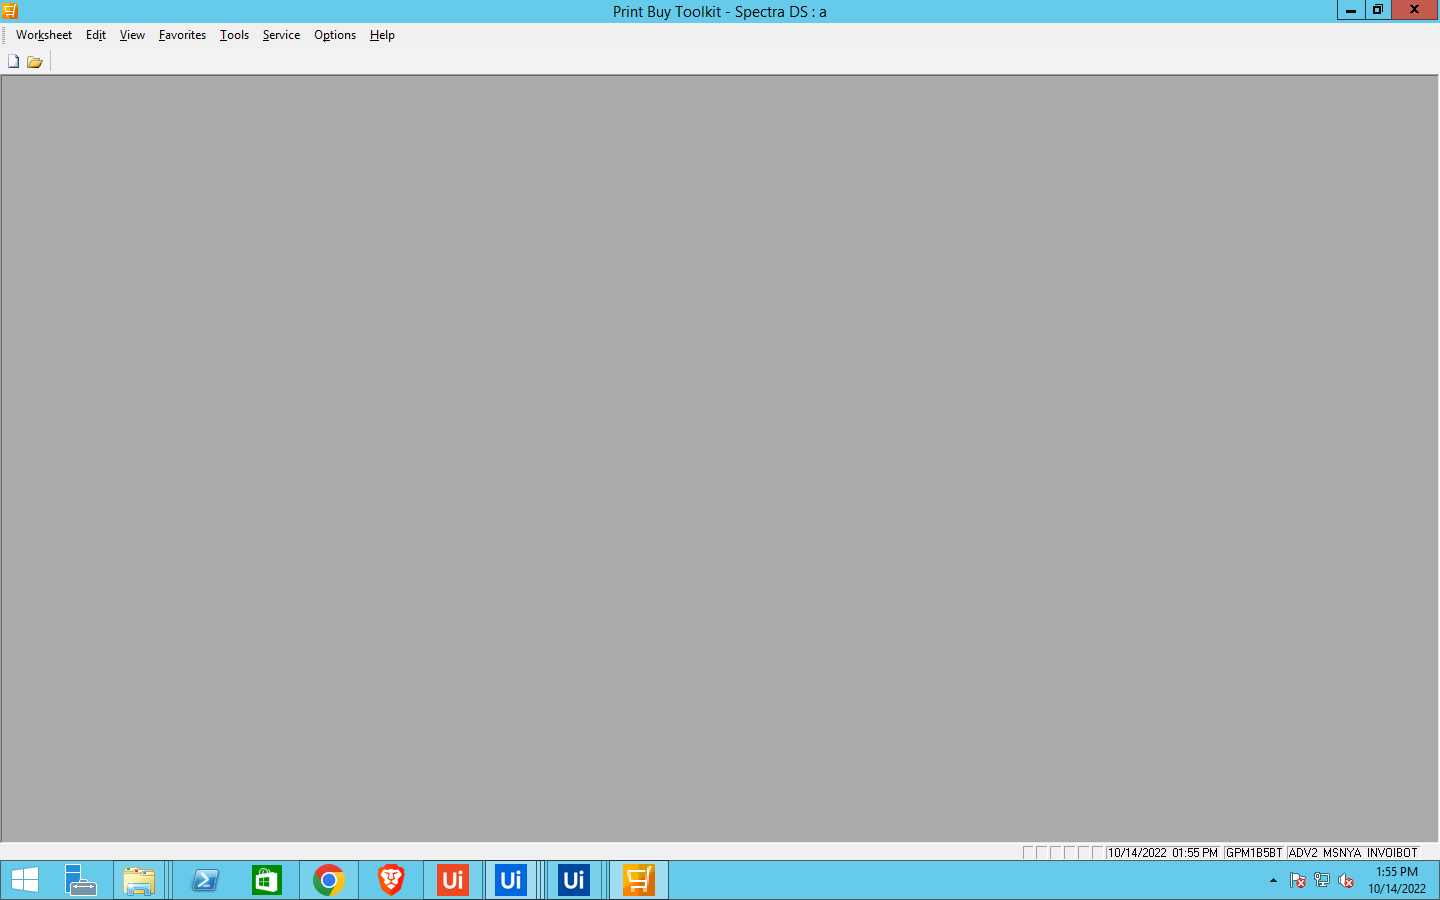 Print Buy Toolkit - Spectra DS : a
Worksheet Edit View Favorites Tools Service Options Help
10/14/2022 01:55 PM GPM1B5BT ADV2 MSNYA INVOIBOT
Ui Ui Ui
1:55 PM
10/14/2022